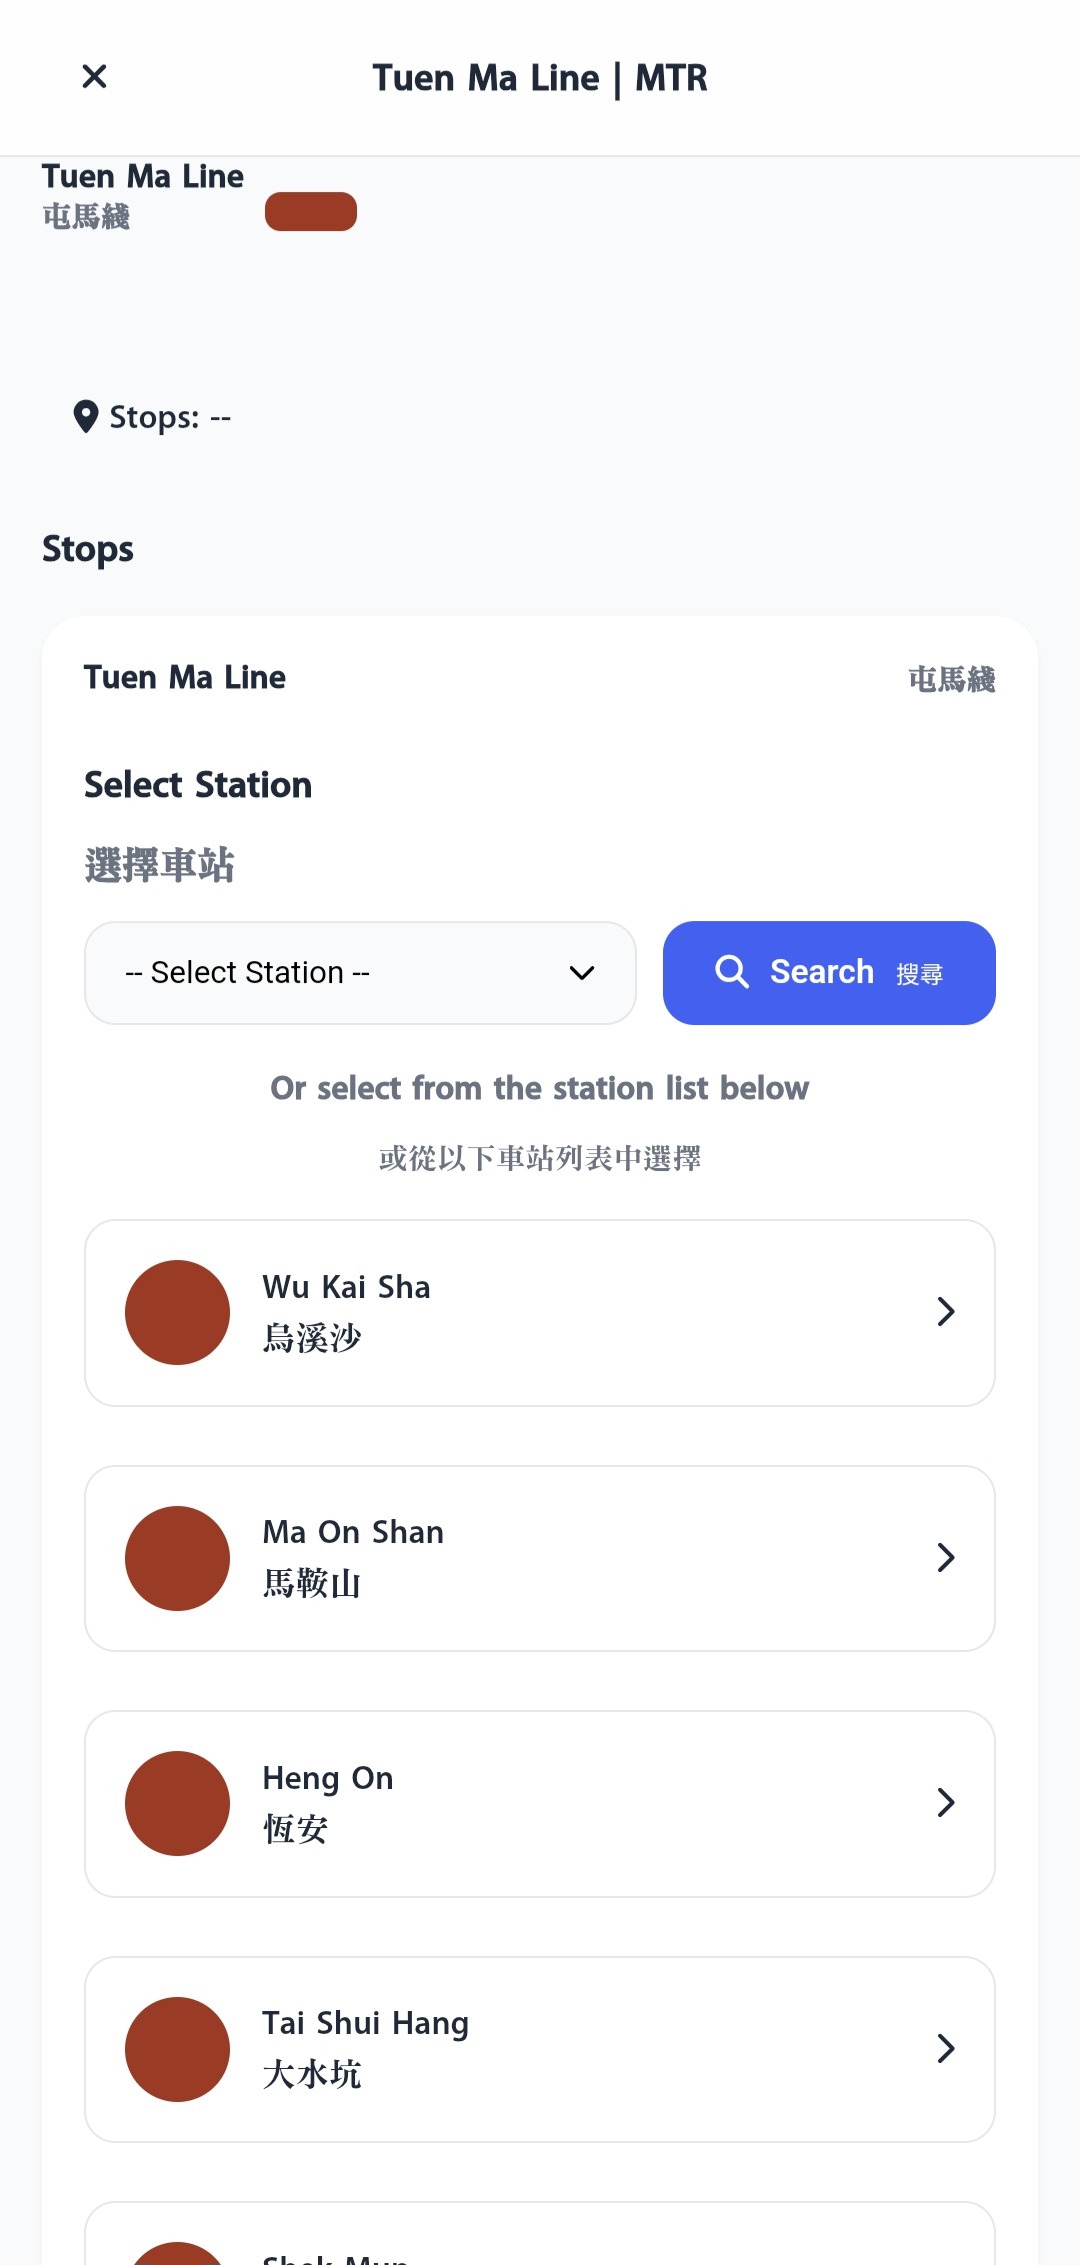 Tuen Ma Line | MTR
Tuen Ma Line
屯馬綫
Stops: --
Stops
Tuen Ma Line
屯馬綫
Select Station
選擇車站
-- Select Station --
Search 搜尋
Or select from the station list below
或從以下車站列表中選擇
Wu Kai Sha
烏溪沙
Ma On Shan
馬鞍山
Heng On
恆安
Tai Shui Hang
大水坑
Shek Mun